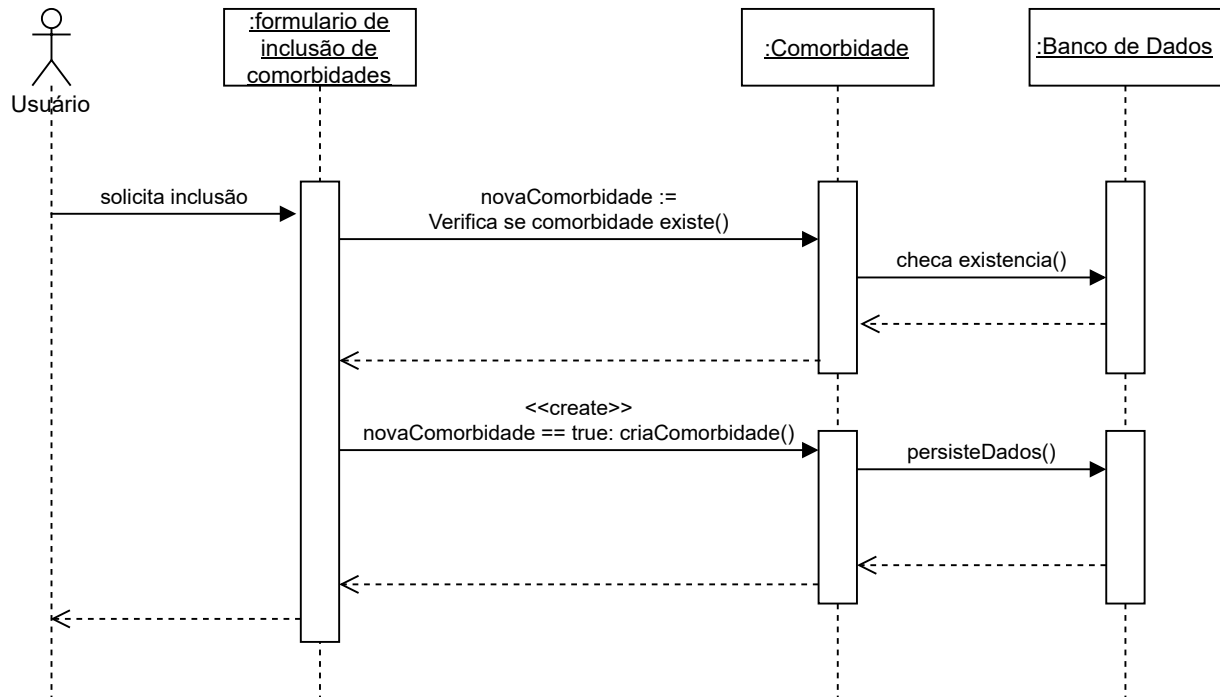 :formulario de
inclusão de
comorbidades
:Comorbidade
:Banco de Dados
Usuário
solicita inclusão
novaComorbidade :=
Verifica se comorbidade existe()
checa existencia()
<<create>>
novaComorbidade == true: criaComorbidade()
persisteDados()